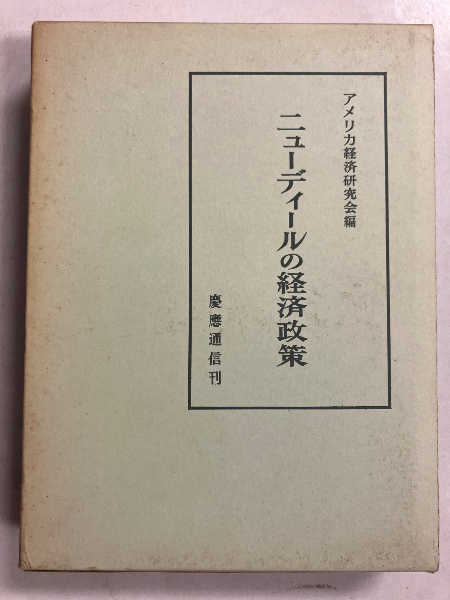 アメリカ経済研究会編
ニューディールの経済政策
慶應通信刊